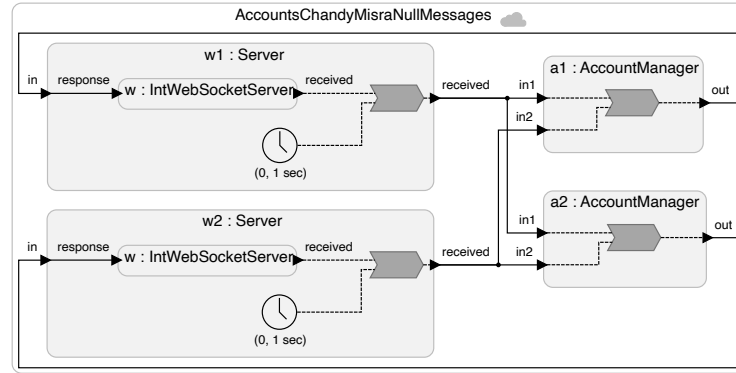 AccountsChandyMisraNullMessages
w1 : Server
in
response
w : IntWebSocketServer
received
received
(0, 1 sec)
in1
in2
a1 : AccountManager
out
w2 : Server
in
response
w : IntWebSocketServer
received
received
(0, 1 sec)
in1
in2
a2 : AccountManager
out